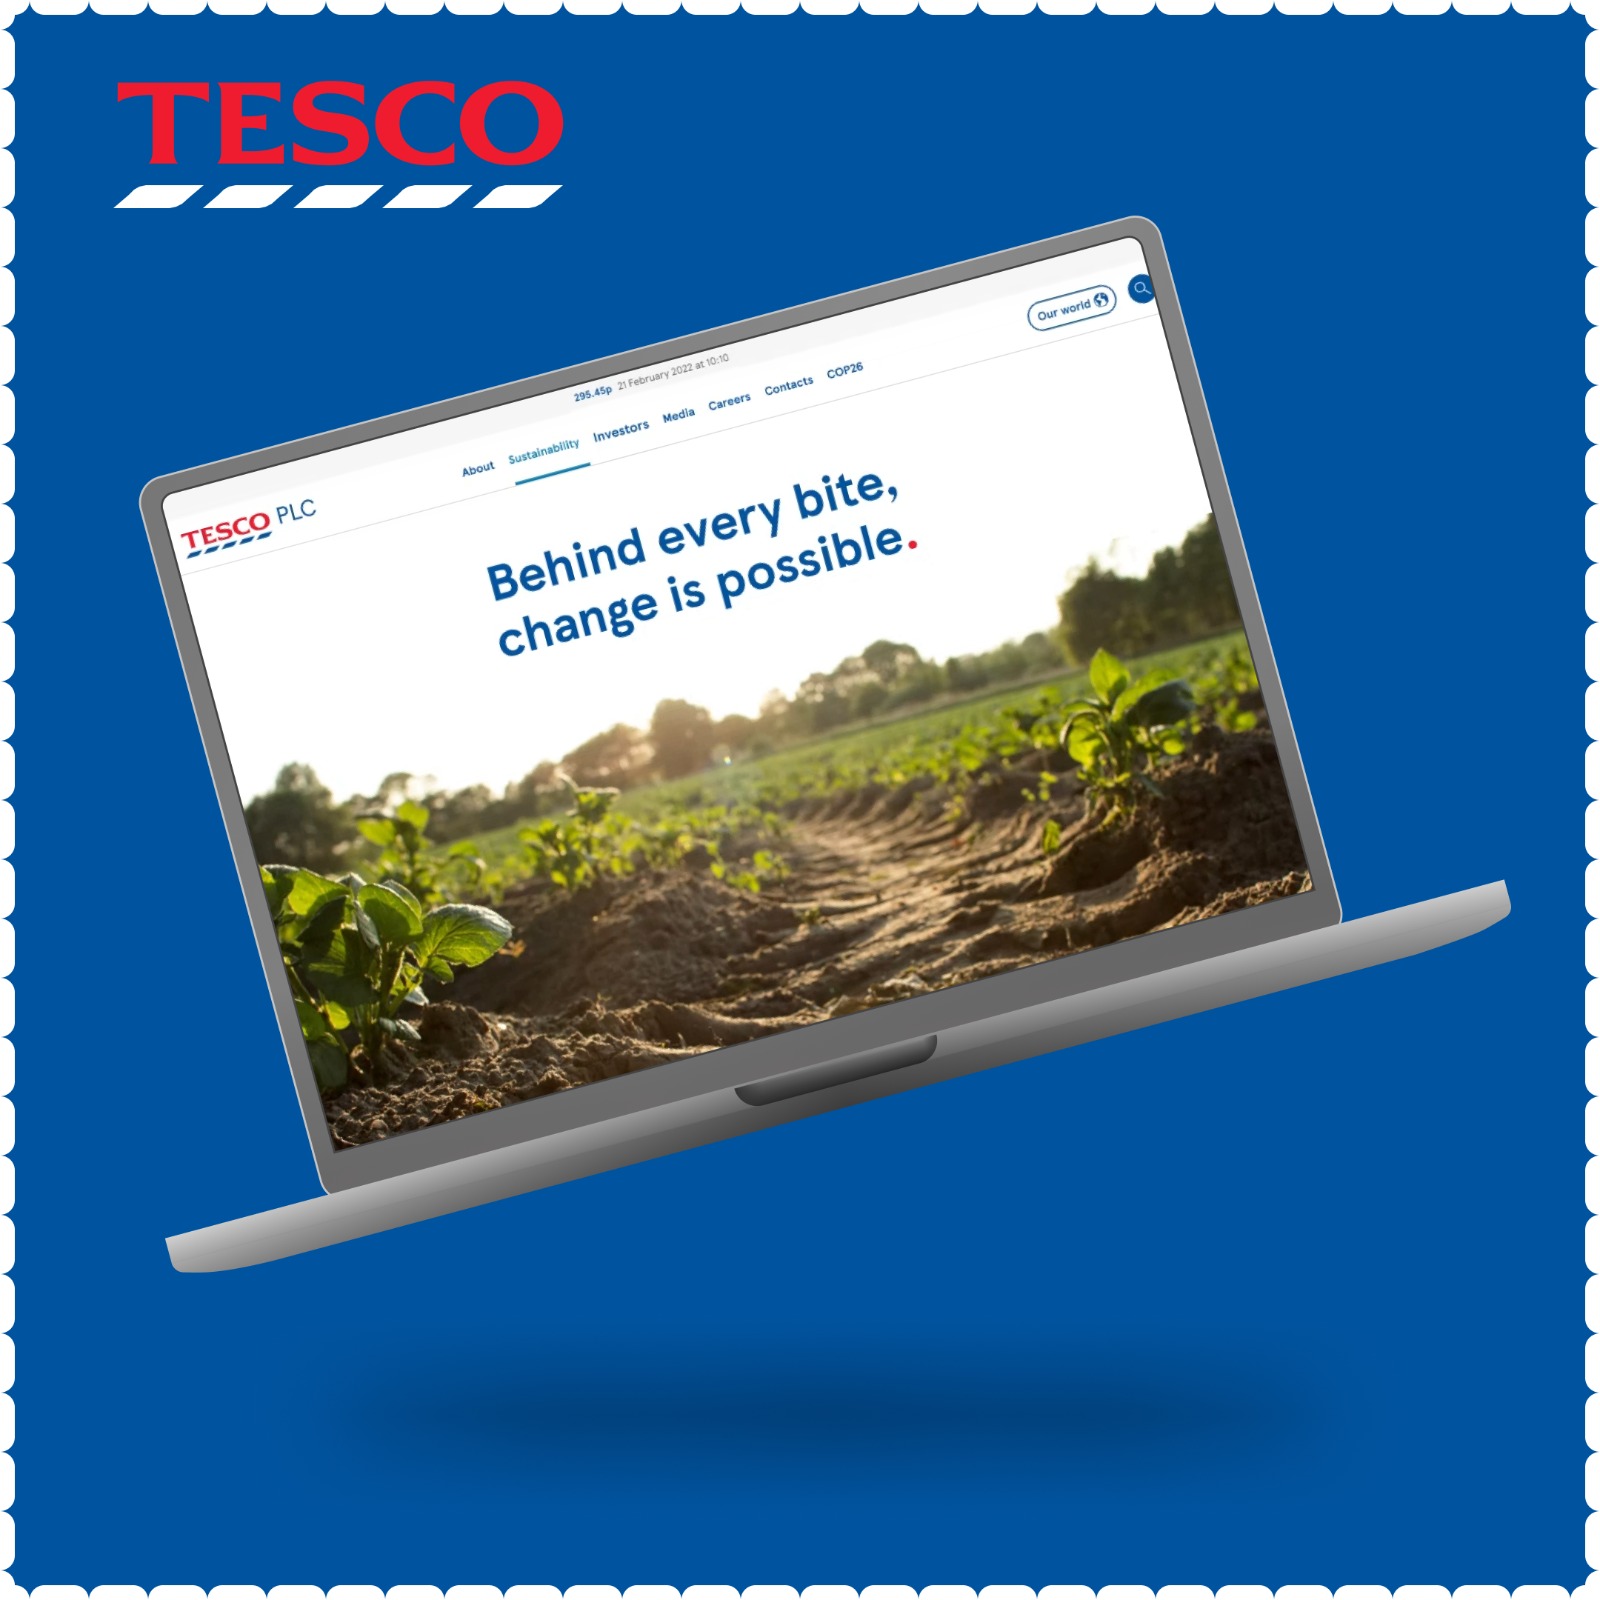 TESCO
295.45p 21 February 2022 at 10:10
Our world
About Sustainability Investors Media Careers Contacts COP26
TESCO PLC
Behind every bite,
change is possible.